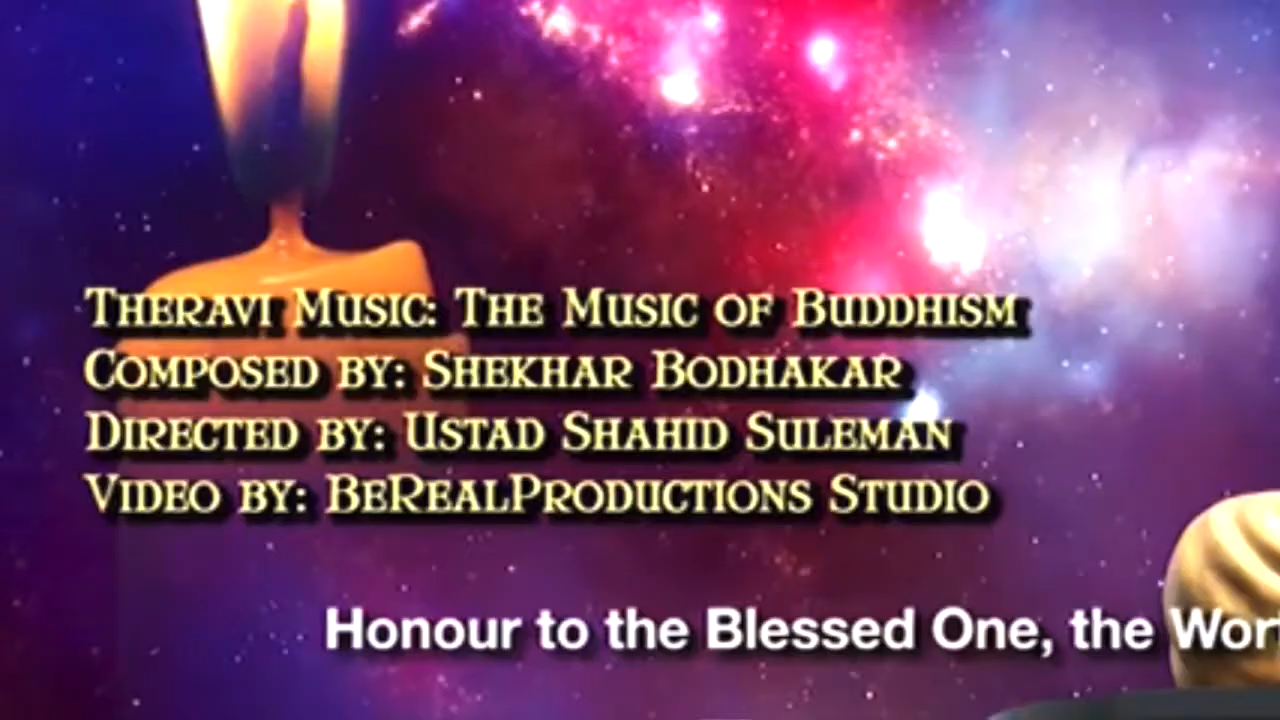 Theravi Music: The Music of Buddhism
Composed by: Shekhar Bodhakar
Directed by: Ustad Shahid Suleman
Video by: BeRealProductions Studio
Honour to the Blessed One, the